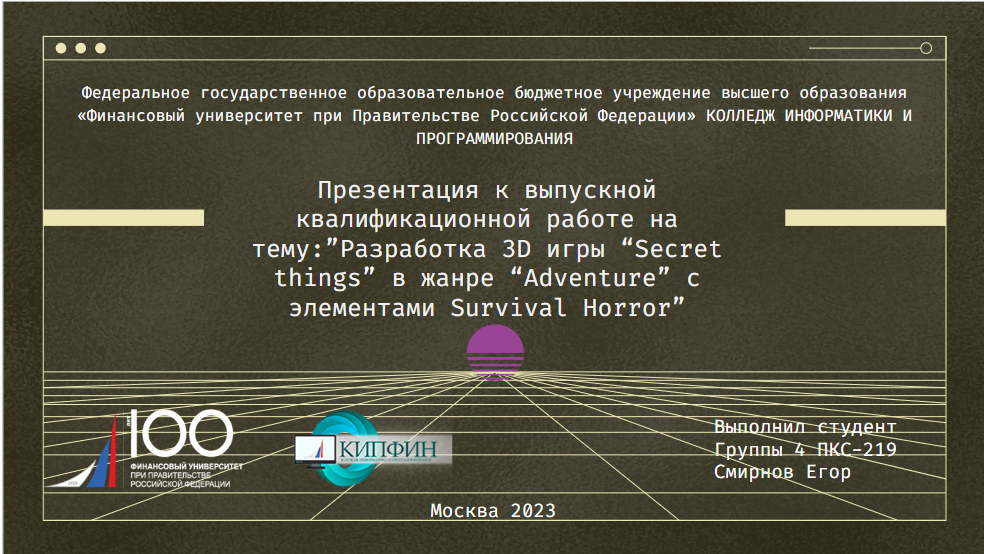 Федеральное государственное образовательное бюджетное учреждение высшего образования
«Финансовый университет при Правительстве Российской Федерации» КОЛЛЕДЖ ИНФОРМАТИКИ И
ПРОГРАММИРОВАНИЯ
Презентация к выпускной
квалификационной работе на
тему:”Разработка 3D игры “Secret
things” в жанре “Adventure” с
элементами Survival Horror”
100
ЛЕТ
ФИНАНСОВЫЙ УНИВЕРСИТЕТ
ПРИ ПРАВИТЕЛЬСТВЕ
РОССИЙСКОЙ ФЕДЕРАЦИИ
КИПФИН
Выполнил студент
Группы 4 ПКС-219
Смирнов Егор
Москва 2023